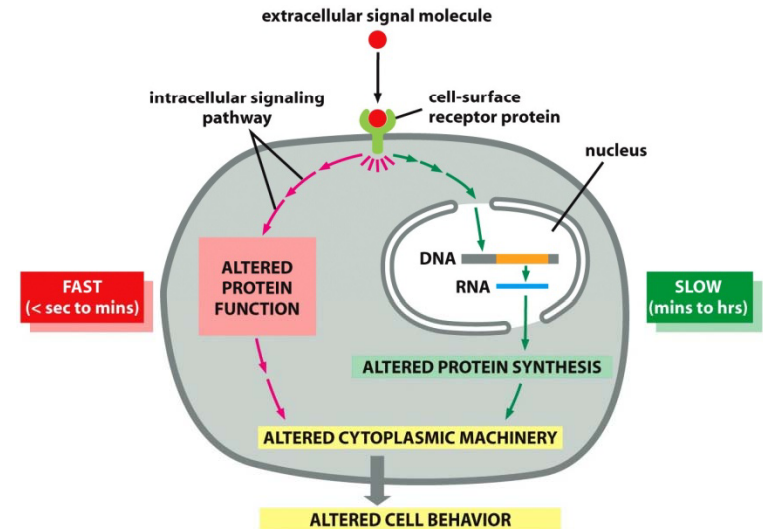 extracellular signal molecule
intracellular signaling
pathway
cell-surface
receptor protein
nucleus
ALTERED
PROTEIN
FUNCTION
DNA
RNA
FAST
(< sec to mins)
SLOW
(mins to hrs)
ALTERED PROTEIN SYNTHESIS
ALTERED CYTOPLASMIC MACHINERY
ALTERED CELL BEHAVIOR